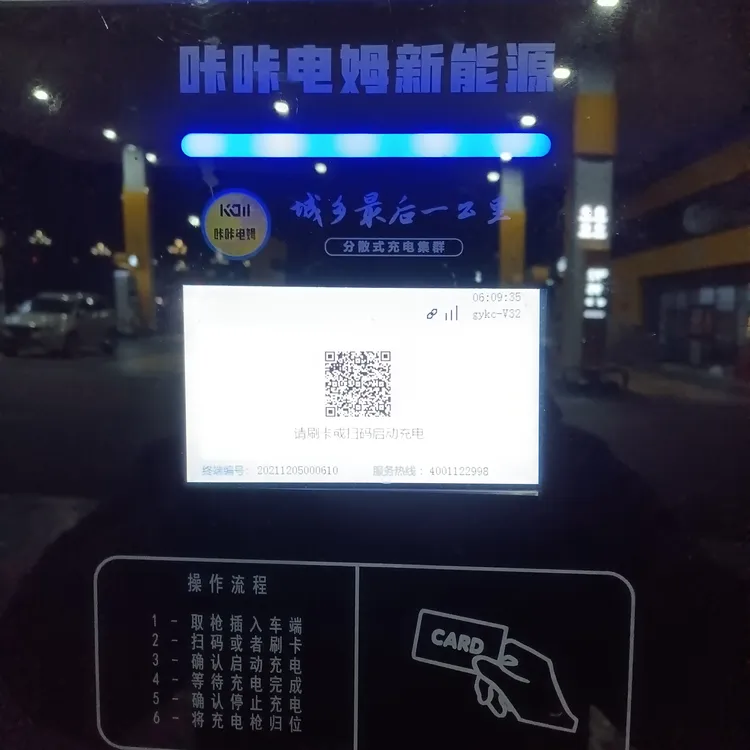 咔咔电姆新能源
KaII
咔咔电姆
城乡最后一公里
分散式充电集群
06:09:35
gykc-V32
请刷卡或扫码启动充电
终端编号: 20211205000610 服务热线: 4001122998
操作流程
1 - 取枪插入车端
2 - 扫码或者刷卡
3 - 确认启动充电
4 - 等待充电完成
5 - 确认停止充电
6 - 将充电枪归位
CARD